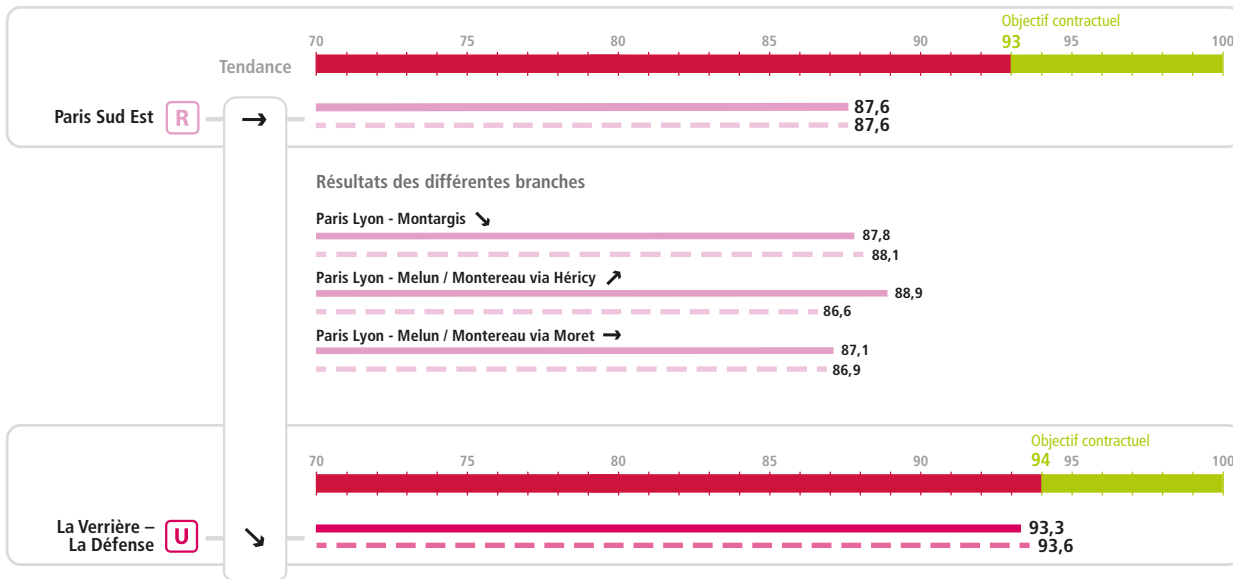 Objectif contractuel
70 75 80 85 90 93 95 100
Tendance
Paris Sud Est R → 87,6
87,6
Résultats des différentes branches
Paris Lyon - Montargis ↘
87,8
88,1
Paris Lyon - Melun / Montereau via Héricy ↗
88,9
86,6
Paris Lyon - Melun / Montereau via Moret →
87,1
86,9
Objectif contractuel
70 75 80 85 90 94 95 100
La Verrière –
La Défense U ↘ 93,3
93,6